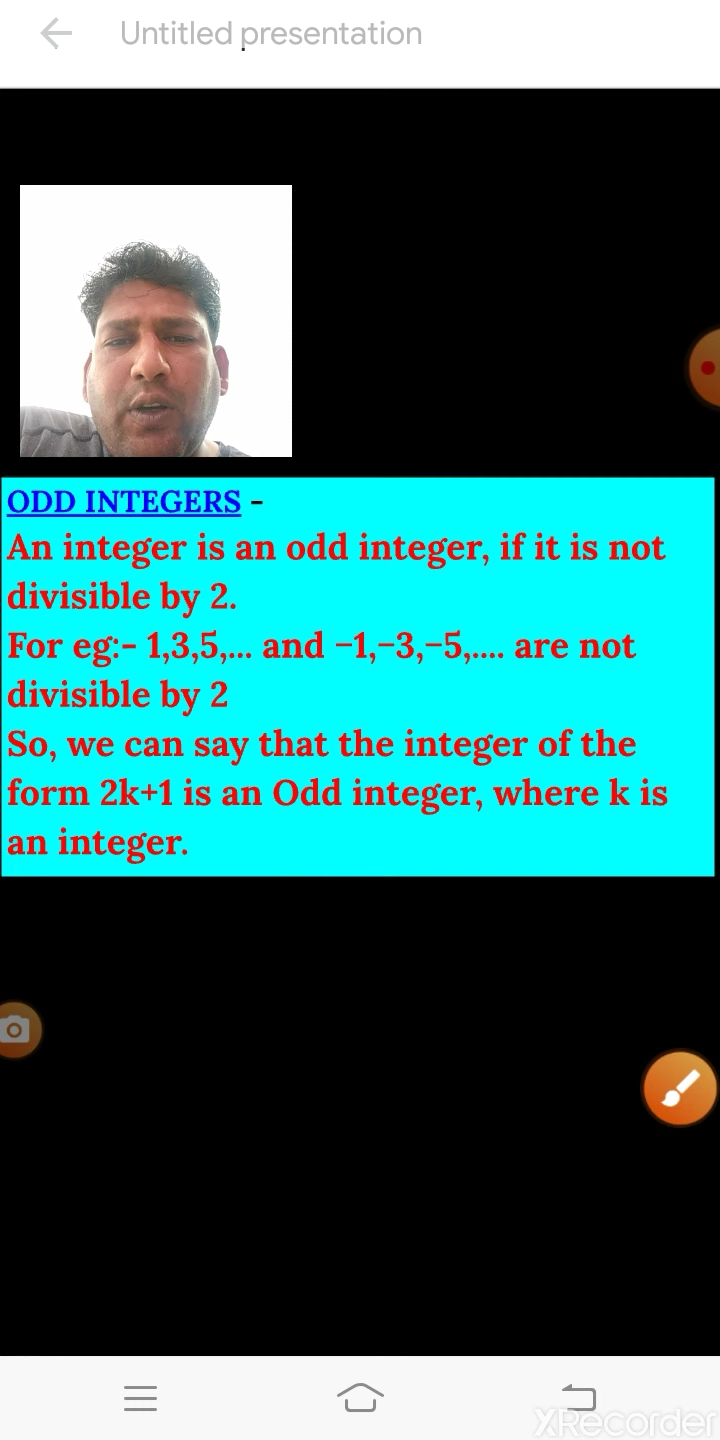 Untitled presentation
ODD INTEGERS -
An integer is an odd integer, if it is not
divisible by 2.
For eg:- 1,3,5,... and −1,−3,−5,.... are not
divisible by 2
So, we can say that the integer of the
form 2k+1 is an Odd integer, where k is
an integer.
XRecorder